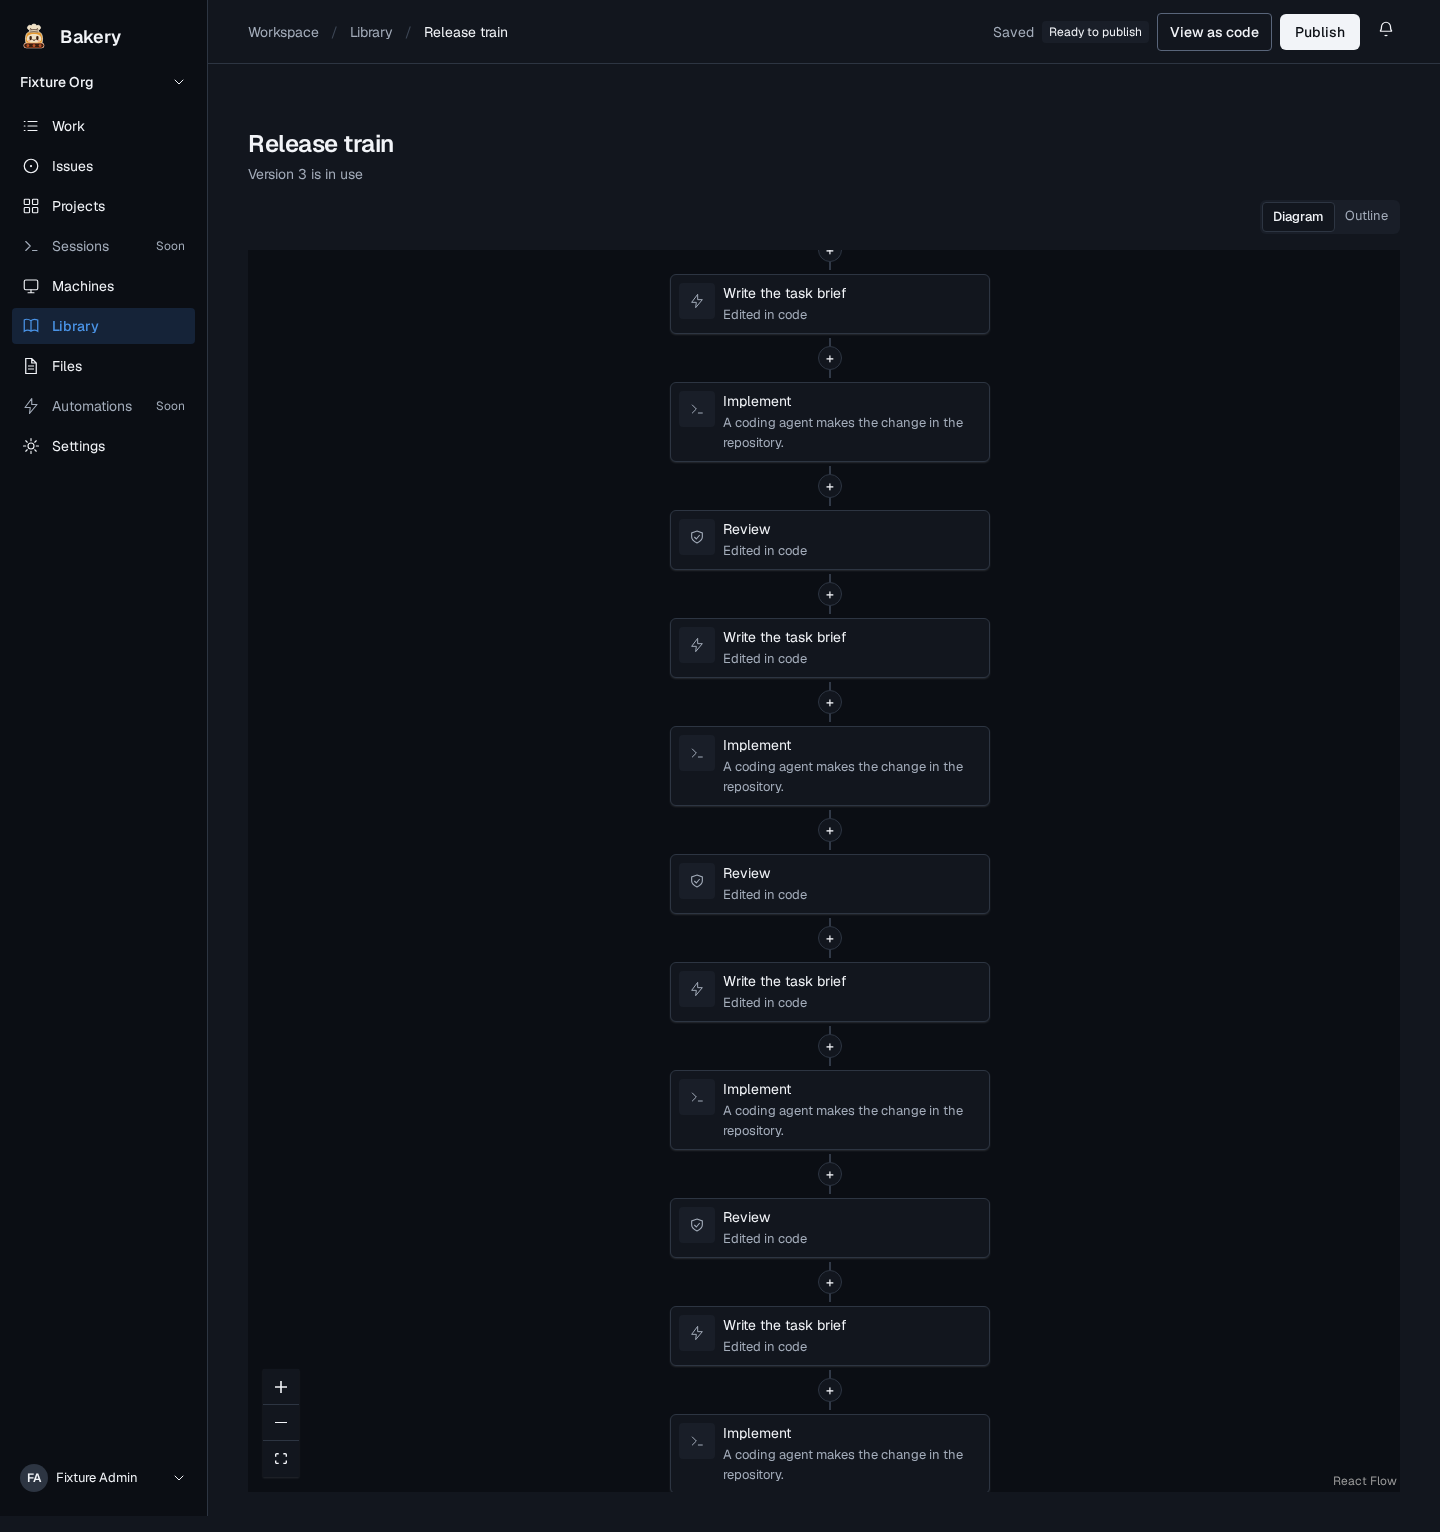 Bakery
Fixture Org
Work
Issues
Projects
Sessions Soon
Machines
Library
Files
Automations Soon
Settings
FA Fixture Admin
Workspace / Library / Release train
Saved Ready to publish View as code Publish
Release train
Version 3 is in use
Diagram Outline
Write the task brief
Edited in code
Implement
A coding agent makes the change in the
repository.
Review
Edited in code
Write the task brief
Edited in code
Implement
A coding agent makes the change in the
repository.
Review
Edited in code
Write the task brief
Edited in code
Implement
A coding agent makes the change in the
repository.
Review
Edited in code
Write the task brief
Edited in code
Implement
A coding agent makes the change in the
repository.
React Flow